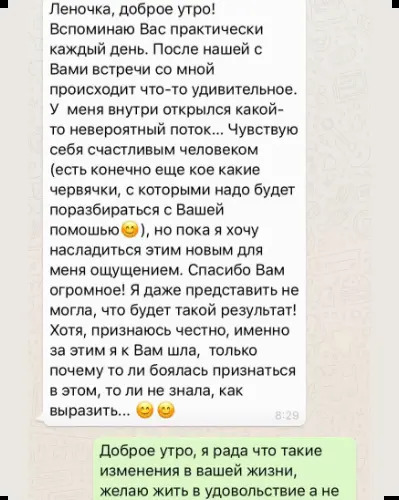 Леночка, доброе утро!
Вспоминаю Вас практически
каждый день. После нашей с
Вами встречи со мной
происходит что-то удивительное.
У меня внутри открылся какой-
то невероятный поток... Чувствую
себя счастливым человеком
(есть конечно еще кое какие
червячки, с которыми надо будет
поразбираться с Вашей
помошью😊), но пока я хочу
насладиться этим новым для
меня ощущением. Спасибо Вам
огромное! Я даже представить не
могла, что будет такой результат!
Хотя, признаюсь честно, именно
за этим я к Вам шла, только
почему то ли боялась признаться
в этом, то ли не знала, как
выразить... 😊😊
8:29
Доброе утро, я рада что такие
изменения в вашей жизни,
желаю жить в удовольствие а не